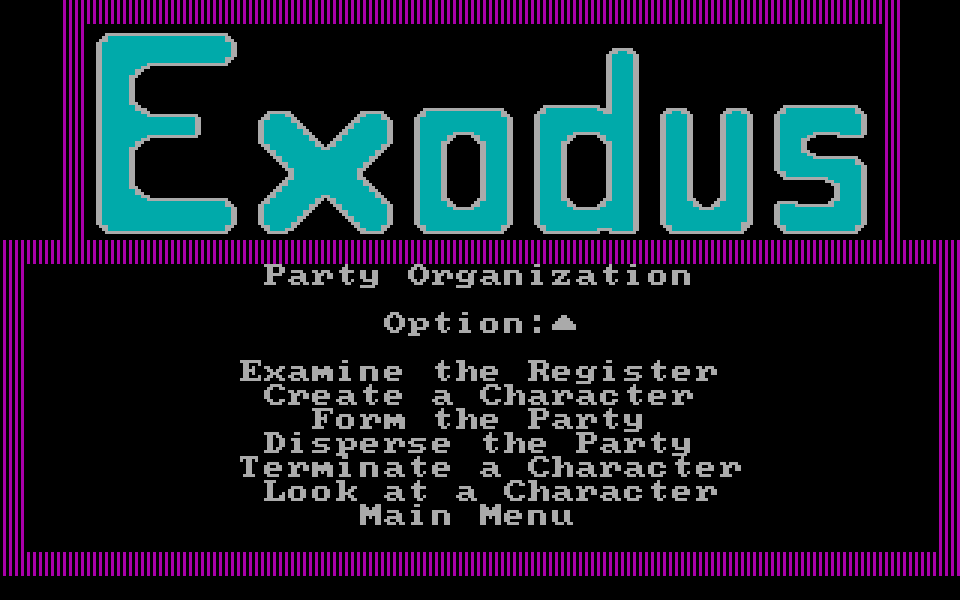 Exodus
Party Organization
Option:
Examine the Register
Create a Character
Form the Party
Disperse the Party
Terminate a Character
Look at a Character
Main Menu